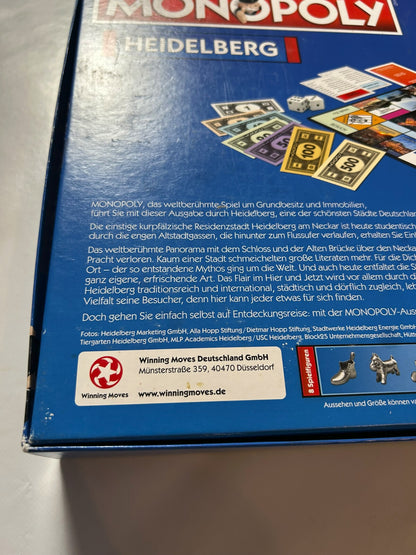 MONOPOLY
HEIDELBERG
MONOPOLY, das weltberühmte Spiel um Grundbesitz und Immobilien,
führt Sie mit dieser Ausgabe durch Heidelberg, eine der schönsten Städte Deutschla
Die einstige kurpfälzische Residenzstadt Heidelberg am Neckar ist heute studentisch
durch die engen Altstadtgassen, die hinunter zum Flussufer verlaufen, erhalten Sie Ein
Das weltberühmte Panorama mit dem Schloss und der Alten Brücke über den Necka
Pracht verloren. Kaum einer Stadt schmeichelten große Literaten mehr. Für die Dich
Ort – der so entstandene Mythos ging um die Welt. Und auch heute entfaltet die S
ganz eigene, erfrischende Art. Das Flair im Hier und Jetzt wird vor allem durch d
Heidelberg traditionsreich und international, städtisch und dörflich zugleich, leb
Vielfalt seine Besucher, denn hier kann jeder etwas für sich finden.
Doch gehen Sie einfach selbst auf Entdeckungsreise: mit der MONOPOLY-Aus
Fotos: Heidelberg Marketing GmbH, Alla Hopp Stiftung / Dietmar Hopp Stiftung, Stadtwerke Heidelberg Energie GmbH
Tiergarten Heidelberg GmbH, MLP Academics Heidelberg / USC Heidelberg, Block25 Unternehmensgesellschaft, Hütte
Winning Moves
Winning Moves Deutschland GmbH
Münsterstraße 359, 40470 Düsseldorf
www.winningmoves.de
8 Spielfiguren
Aussehen und Größe können v